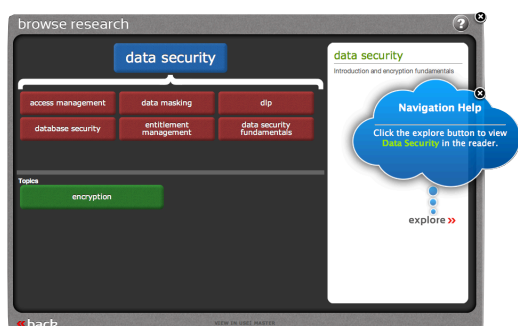 browse research
?
data security
access management
data masking
dlp
database security
entitlement
management
data security
fundamentals
Topics
encryption
data security
Introduction and encryption fundamentals
Navigation Help
Click the explore button to view
Data Security in the reader.
explore »
« back